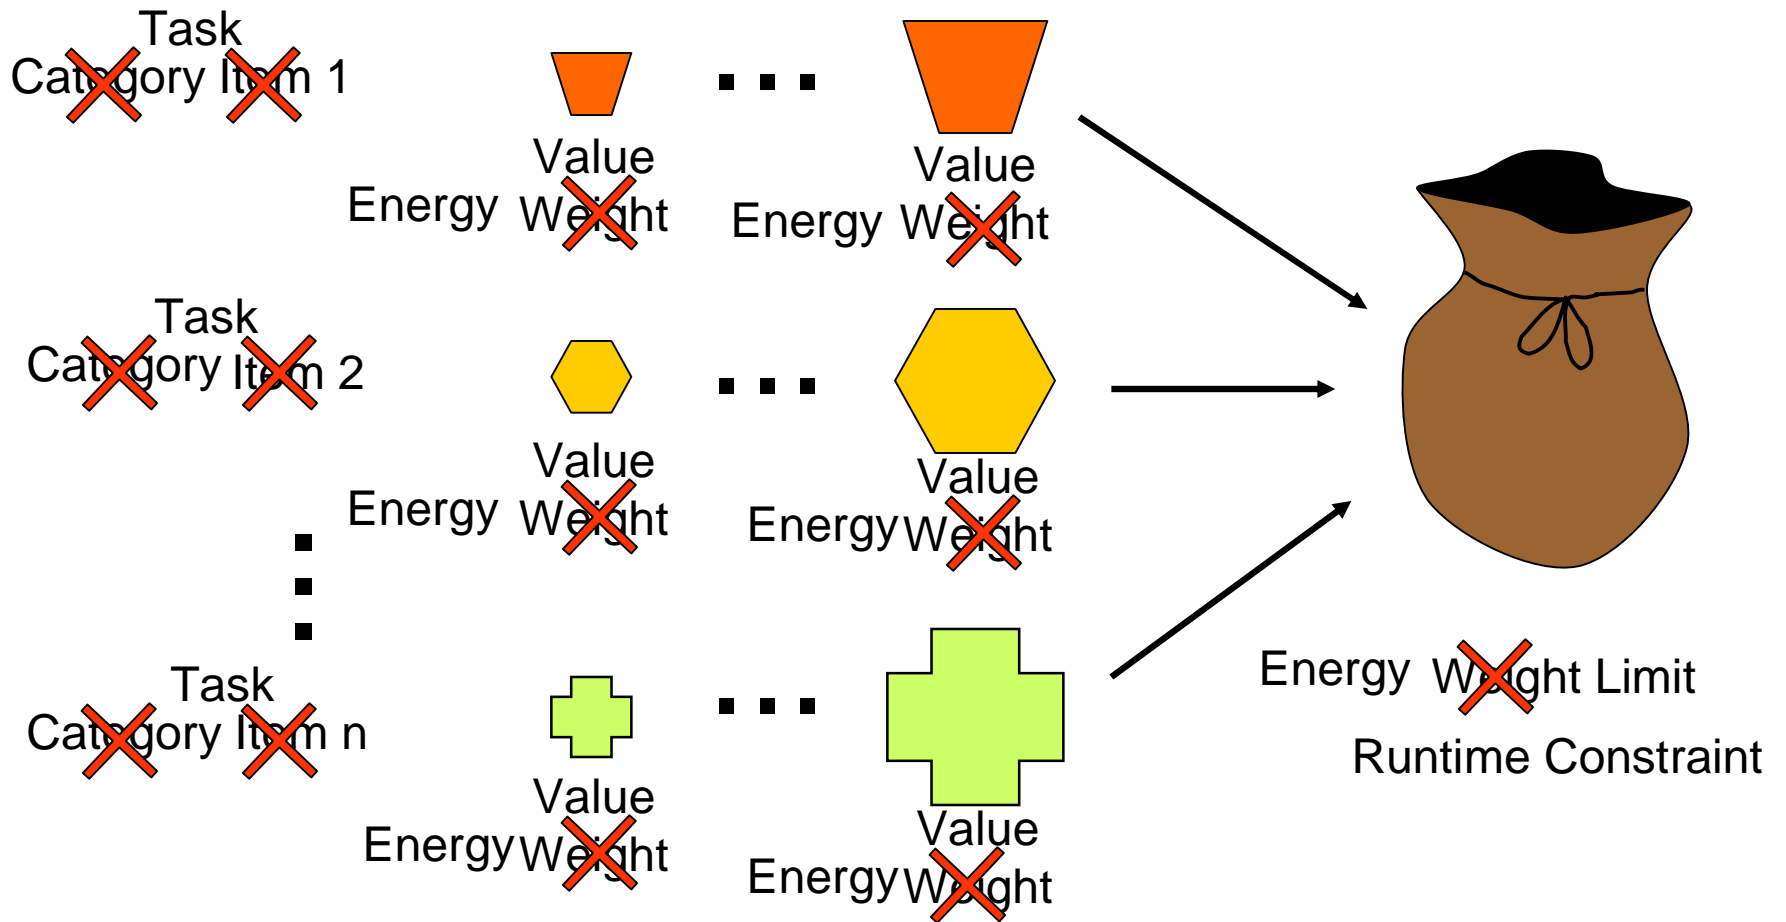 Task
Category Item 1
Value
Energy Weight
Value
Energy Weight
Task
Category Item 2
Value
Energy Weight
Value
Energy Weight
Task
Category Item n
Value
Energy Weight
Value
Energy Weight
Energy Weight Limit
Runtime Constraint